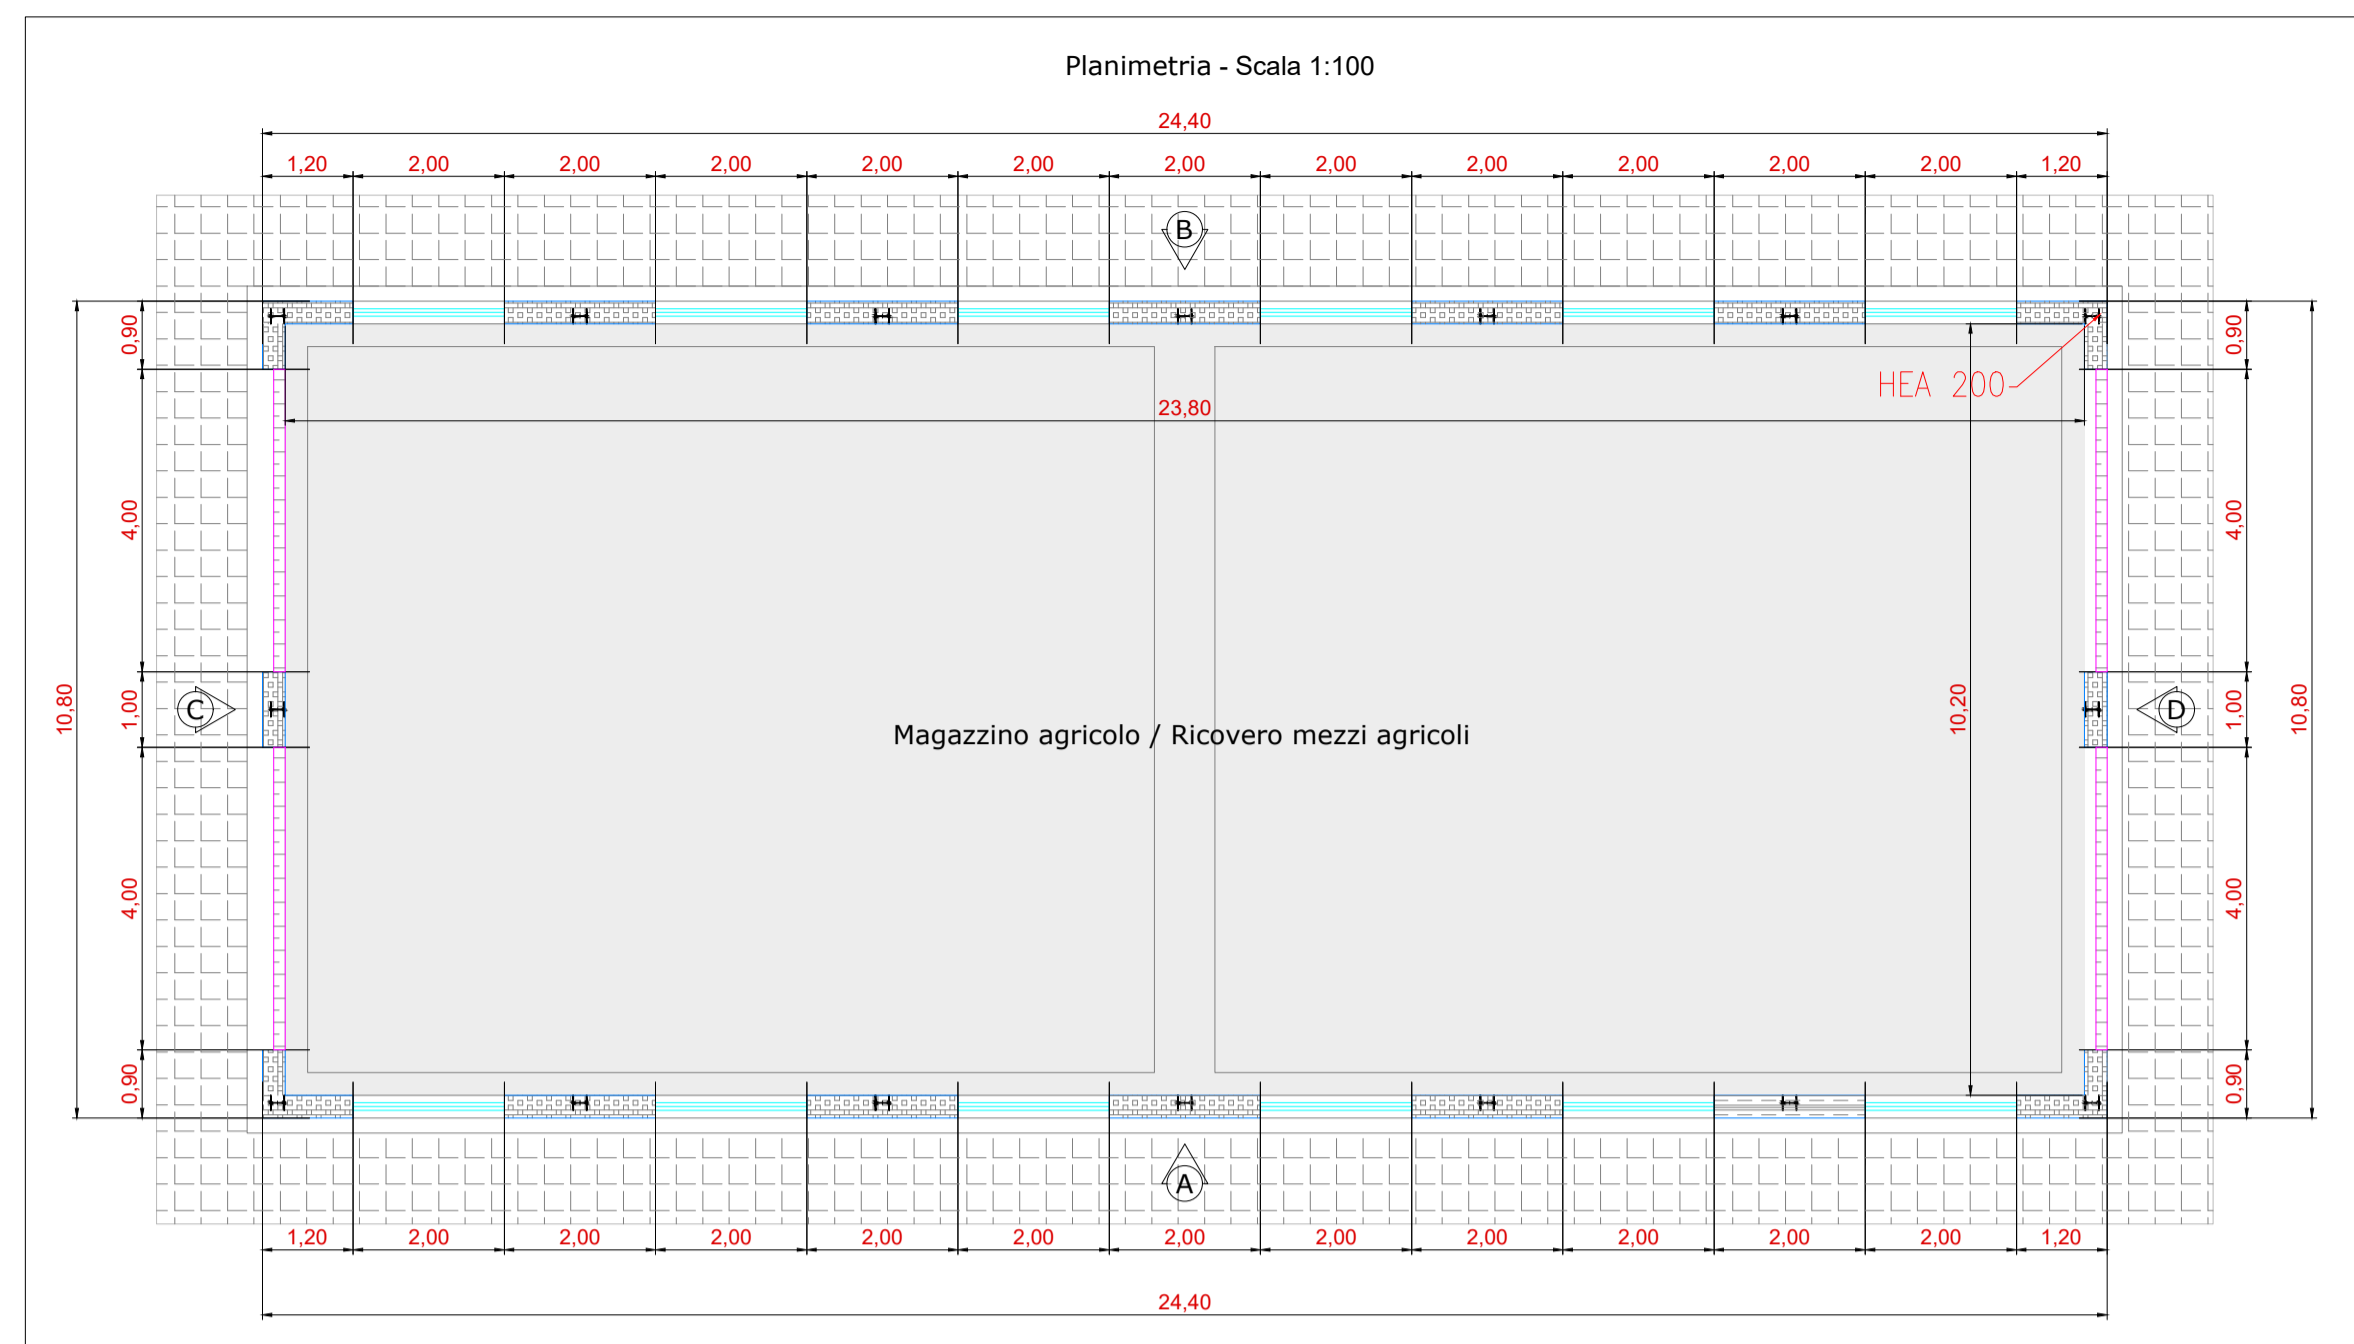 Planimetria - Scala 1:100
24,40
1,20 2,00 2,00 2,00 2,00 2,00 2,00 2,00 2,00 2,00 2,00 2,00 1,20
B
0,90
0,90
HEA 200
23,80
4,00
4,00
10,80
1,00
C
Magazzino agricolo / Ricovero mezzi agricoli
10,20
D
1,00
10,80
4,00
4,00
0,90
0,90
A
1,20 2,00 2,00 2,00 2,00 2,00 2,00 2,00 2,00 2,00 2,00 2,00 1,20
24,40